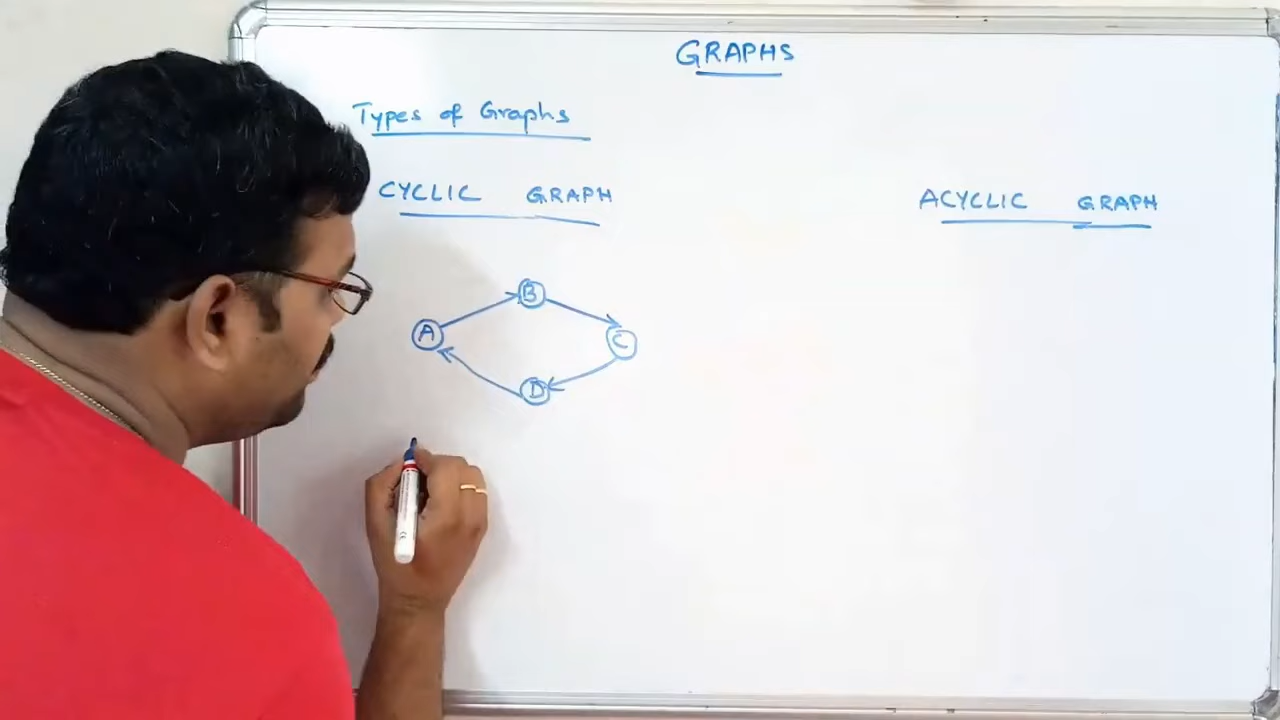 GRAPHS
Types of Graphs
CYCLIC GRAPH
ACYCLIC GRAPH
B
A
C
D